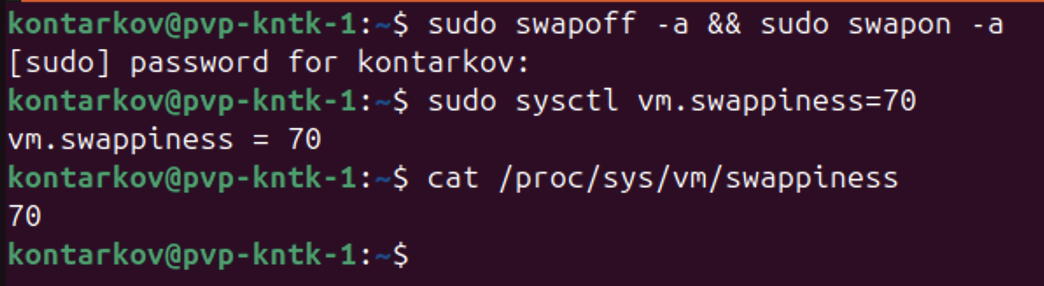 kontarkov@pvp-kntk-1:~$ sudo swapoff -a && sudo swapon -a
[sudo] password for kontarkov:
kontarkov@pvp-kntk-1:~$ sudo sysctl vm.swappiness=70
vm.swappiness = 70
kontarkov@pvp-kntk-1:~$ cat /proc/sys/vm/swappiness
70
kontarkov@pvp-kntk-1:~$